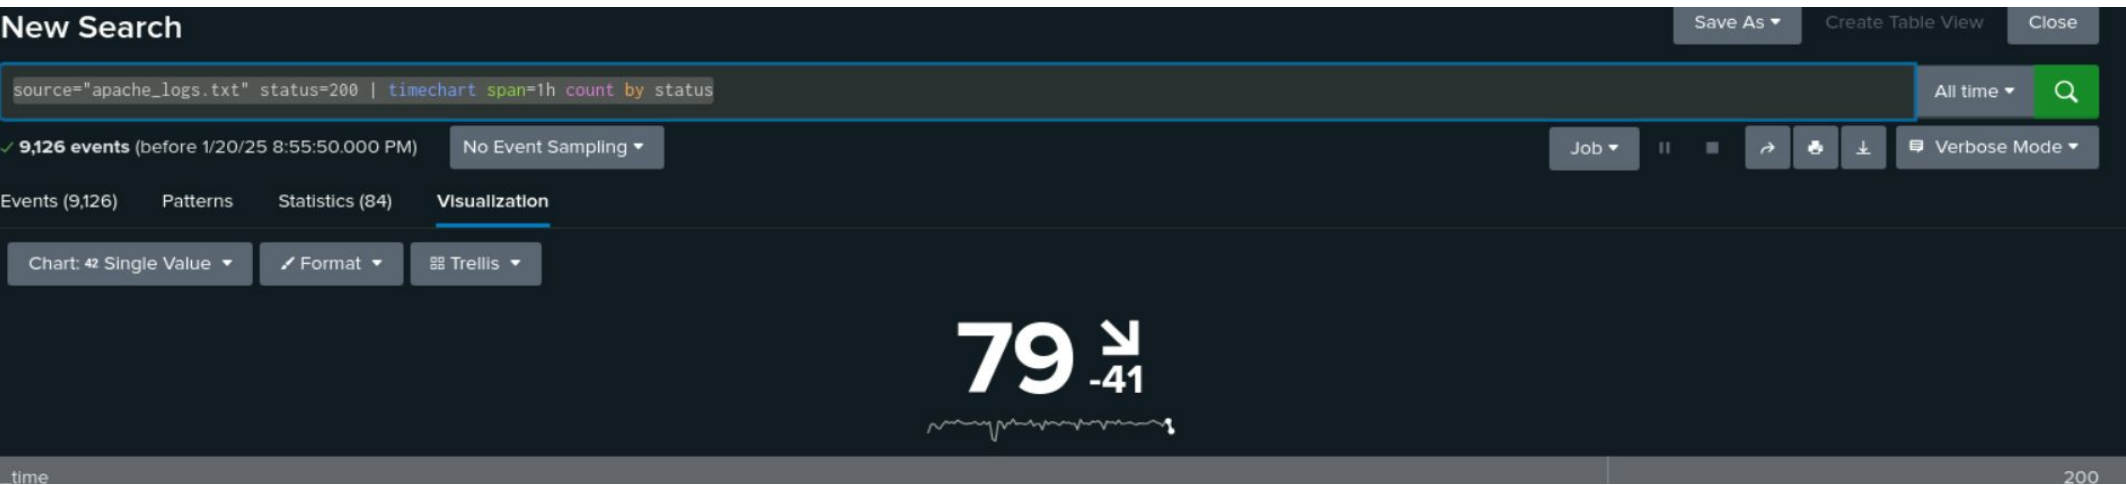 New Search
Save As
Create Table View
Close
source="apache_logs.txt" status=200 | timechart span=1h count by status
All time
9,126 events (before 1/20/25 8:55:50.000 PM)
No Event Sampling
Job
Verbose Mode
Events (9,126)
Patterns
Statistics (84)
Visualization
Chart: 42 Single Value
Format
Trellis
79
-41
_time
200